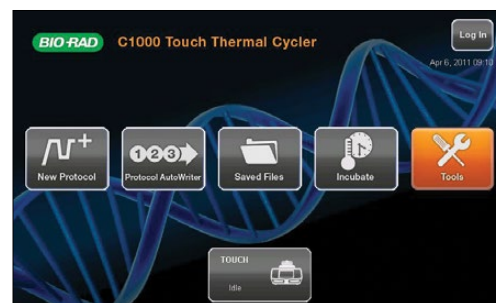 BIO-RAD C1000 Touch Thermal Cycler
Log In
Apr 6, 2011 09:10
New Protocol
123
Protocol AutoWriter
Saved Files
Incubate
Tools
TOUCH
Idle